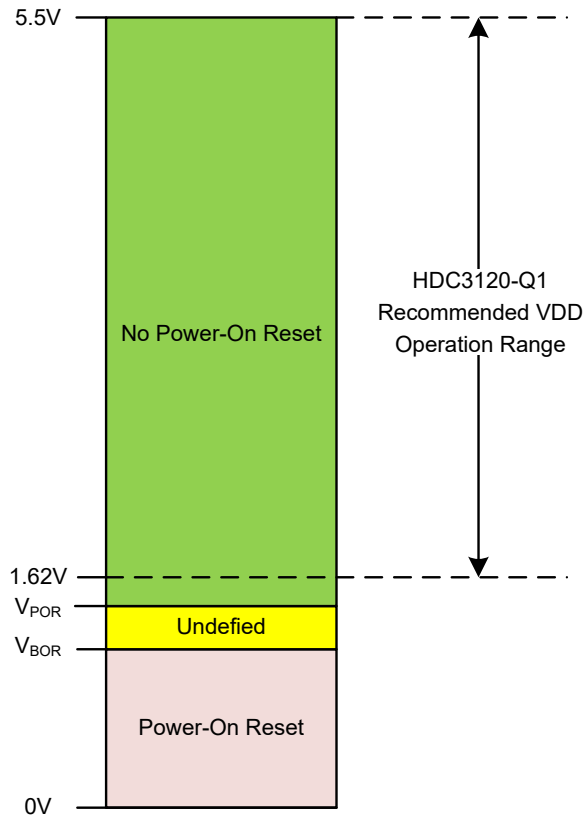 5.5V
HDC3120-Q1
Recommended VDD
Operation Range
No Power-On Reset
1.62V
VPOR
Undefied
VBOR
Power-On Reset
0V